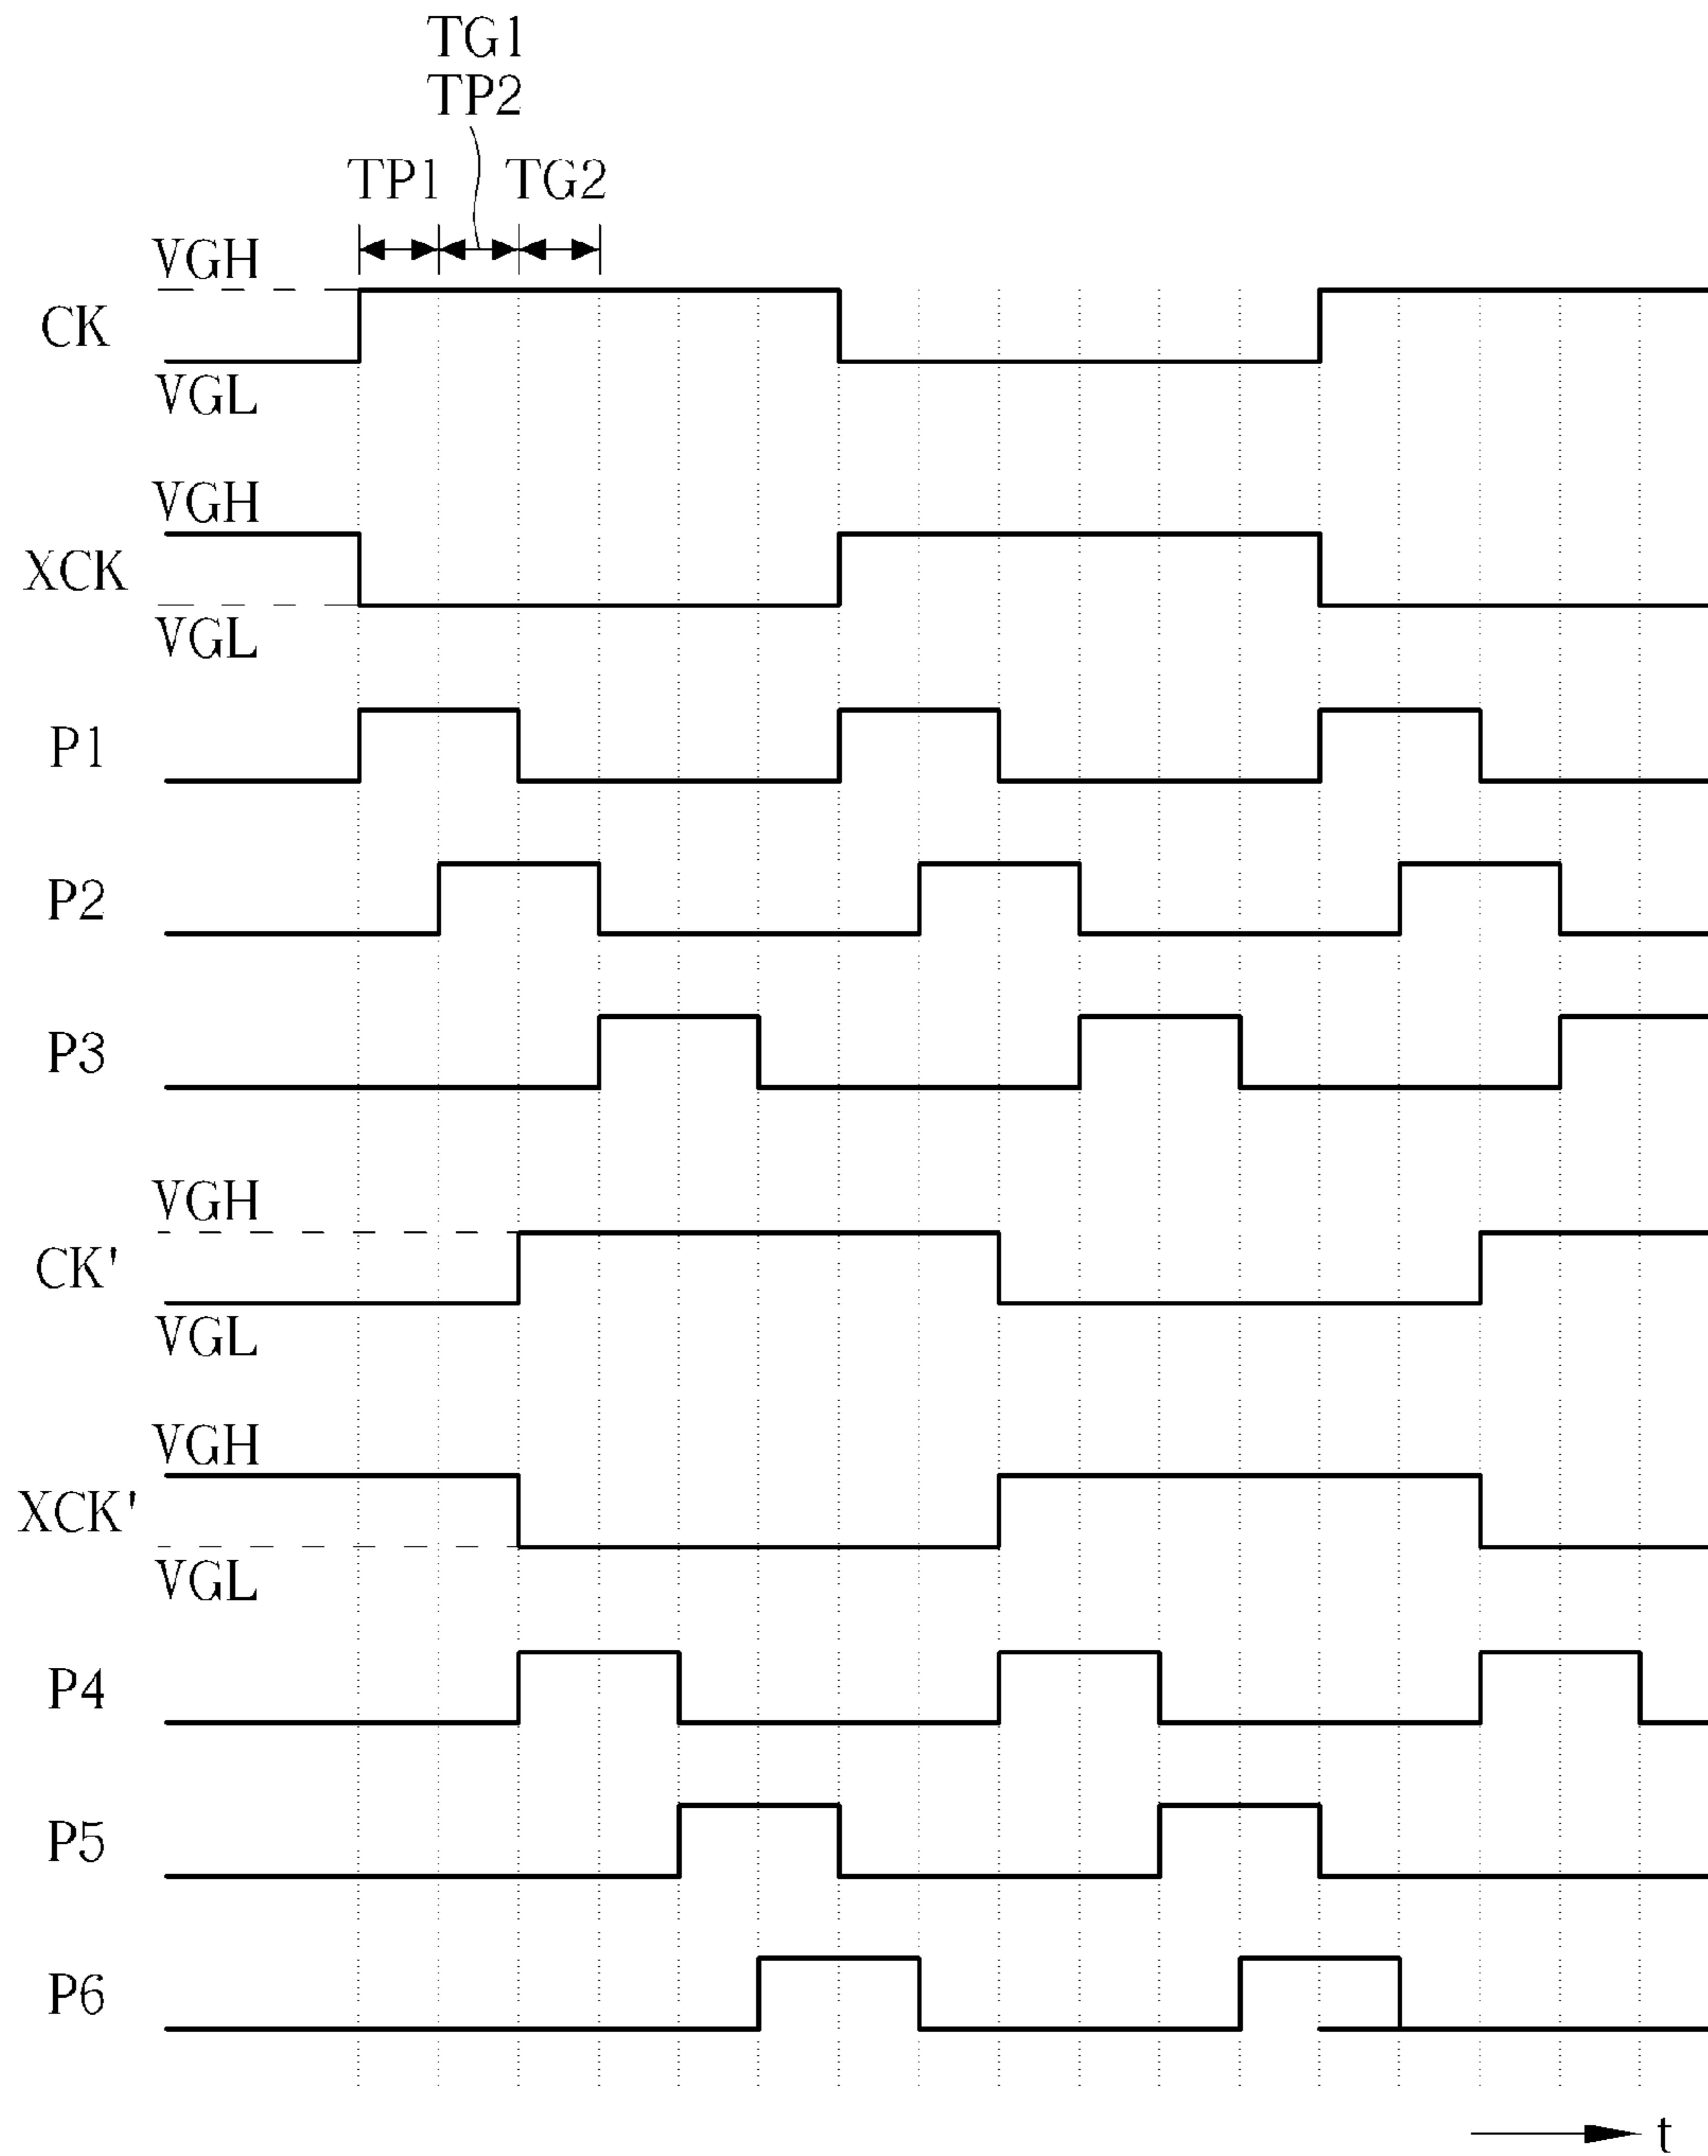 TG1
TP2
TP1 TG2
VGH
CK
VGL
VGH
XCK
VGL
P1
P2
P3
VGH
CK'
VGL
VGH
XCK'
VGL
P4
P5
P6
t